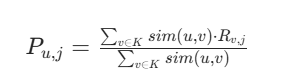 $P_{u,j} = \frac{\sum_{v \in K} sim(u,v) \cdot R_{v,j}}{\sum_{v \in K} sim(u,v)}$